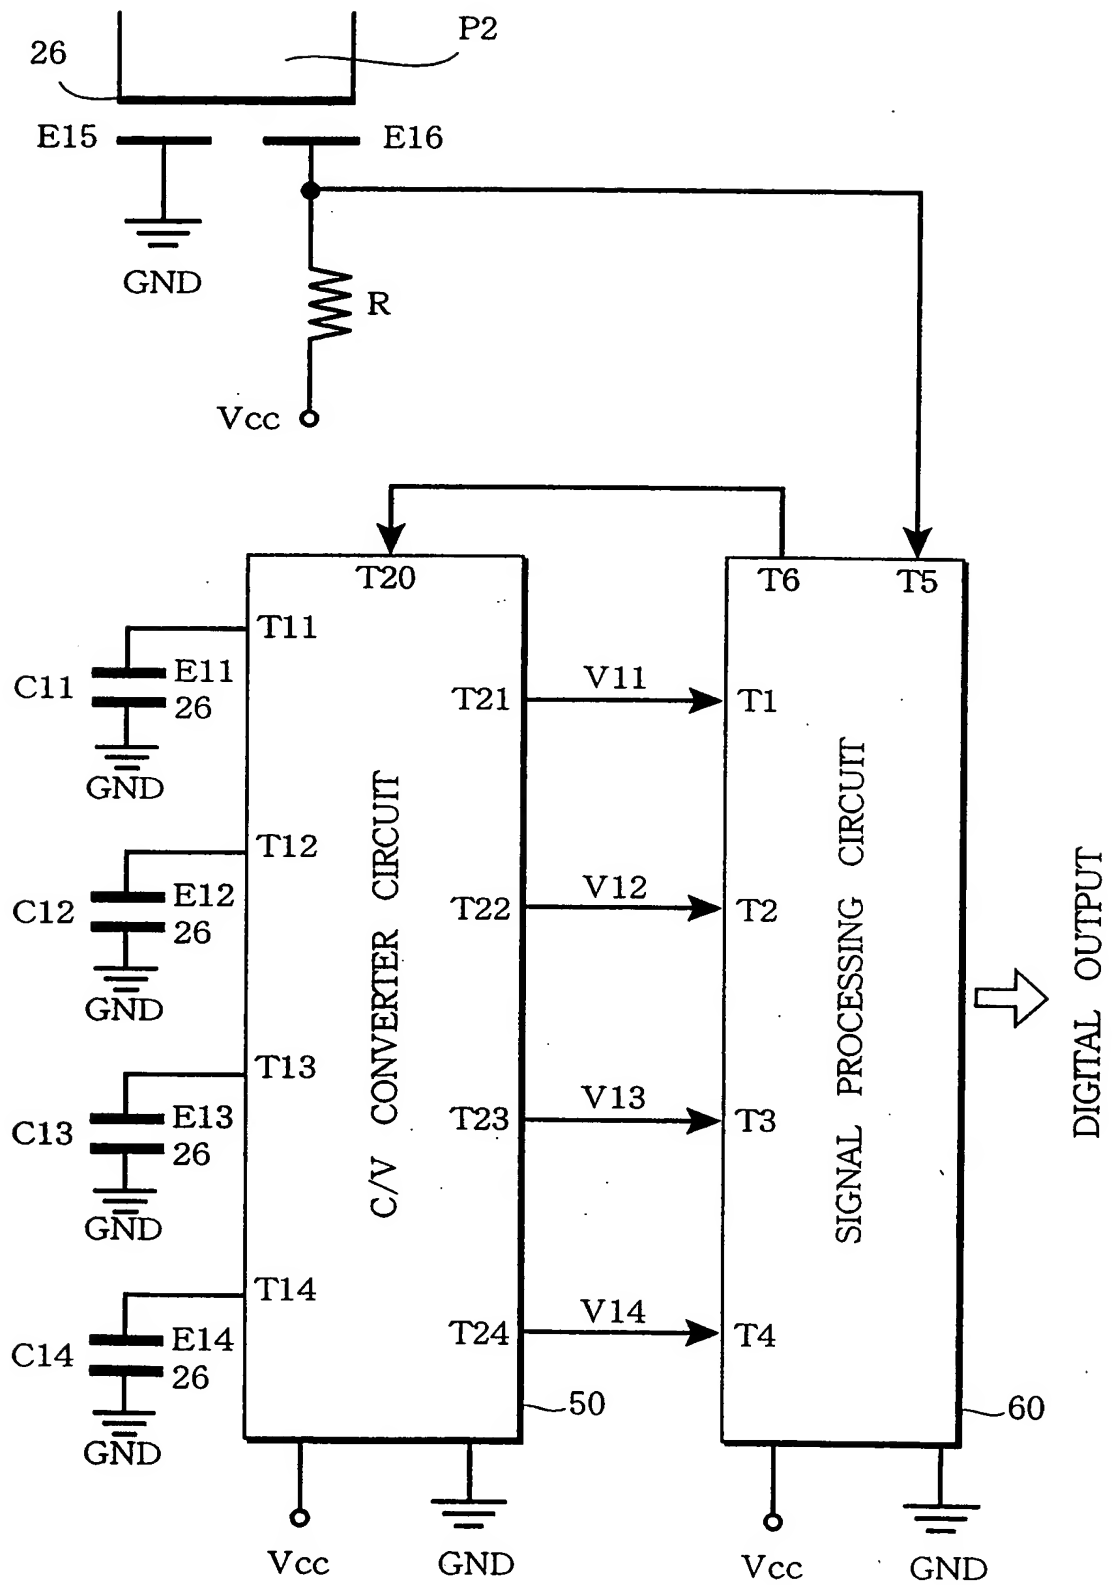 P2
26
E15
E16
GND
R
Vcc
T20
T6
T5
T11
C11
E11
26
GND
T21
V11
T1
T12
C12
E12
26
GND
T22
V12
T2
T13
C13
E13
26
GND
T23
V13
T3
T14
C14
E14
26
GND
T24
V14
T4
C/V CONVERTER CIRCUIT
SIGNAL PROCESSING CIRCUIT
DIGITAL OUTPUT
50
60
Vcc
GND
Vcc
GND